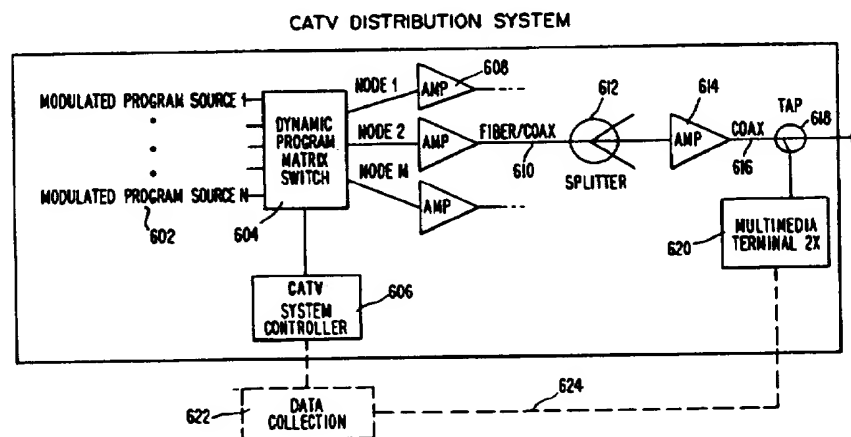 CATV DISTRIBUTION SYSTEM
MODULATED PROGRAM SOURCE 1
MODULATED PROGRAM SOURCE N
602
DYNAMIC
PROGRAM
MATRIX
SWITCH
604
NODE 1
NODE 2
NODE M
AMP
608
AMP
AMP
FIBER/COAX
610
612
SPLITTER
614
AMP
COAX
616
TAP
618
620
MULTIMEDIA
TERMINAL 2X
CATV
SYSTEM
CONTROLLER
606
622
DATA
COLLECTION
624